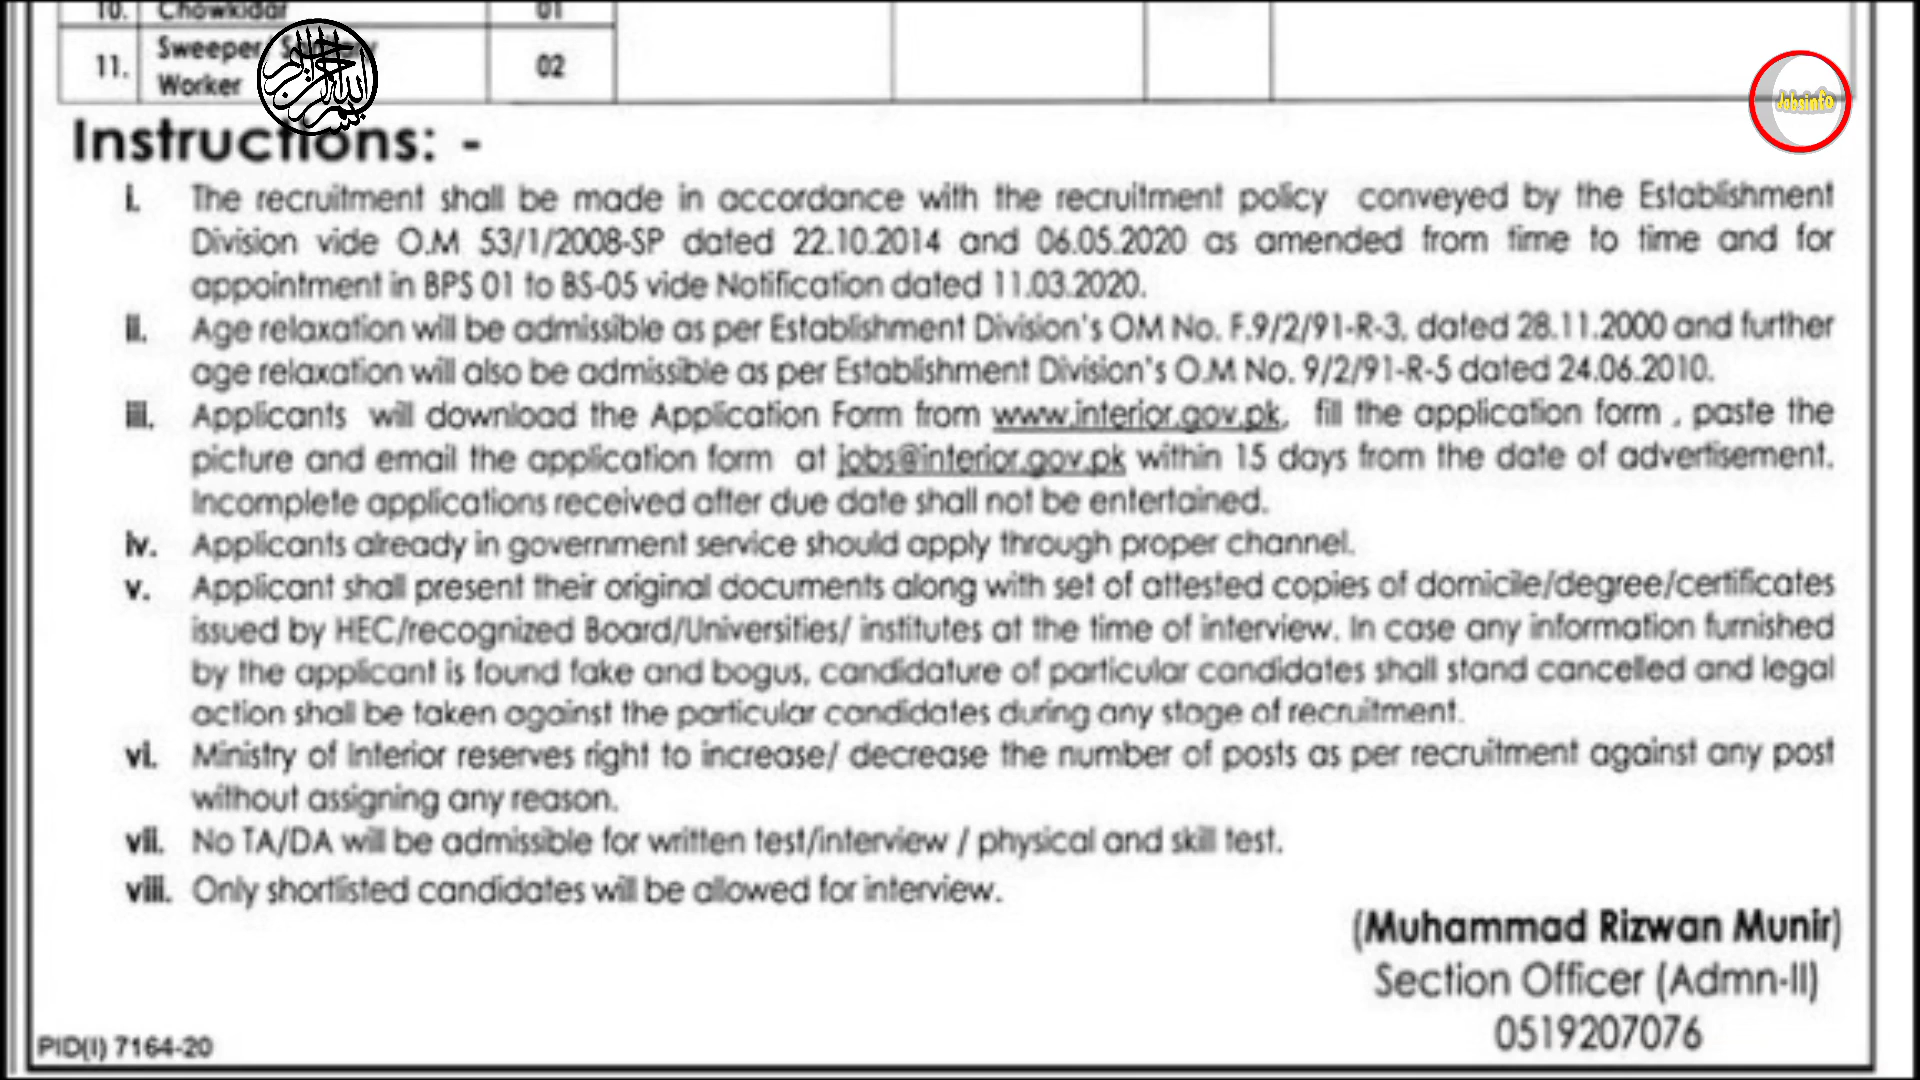 10. Chowkidar 01
11. Sweeper/ Sanitary Worker 02
Jobsinfo
Instructions: -
i. The recruitment shall be made in accordance with the recruitment policy conveyed by the Establishment
Division vide O.M 53/1/2008-SP dated 22.10.2014 and 06.05.2020 as amended from time to time and for
appointment in BPS 01 to BS-05 vide Notification dated 11.03.2020.
ii. Age relaxation will be admissible as per Establishment Division's OM No. F.9/2/91-R-3, dated 28.11.2000 and further
age relaxation will also be admissible as per Establishment Division's O.M No. 9/2/91-R-5 dated 24.06.2010.
iii. Applicants will download the Application Form from www.interior.gov.pk, fill the application form , paste the
picture and email the application form at jobs@interior.gov.pk within 15 days from the date of advertisement.
Incomplete applications received after due date shall not be entertained.
iv. Applicants already in government service should apply through proper channel.
v. Applicant shall present their original documents along with set of attested copies of domicile/degree/certificates
issued by HEC/recognized Board/Universities/ institutes at the time of interview. In case any information furnished
by the applicant is found fake and bogus, candidature of particular candidates shall stand cancelled and legal
action shall be taken against the particular candidates during any stage of recruitment.
vi. Ministry of Interior reserves right to increase/ decrease the number of posts as per recruitment against any post
without assigning any reason.
vii. No TA/DA will be admissible for written test/interview / physical and skill test.
viii. Only shortlisted candidates will be allowed for interview.
(Muhammad Rizwan Munir)
Section Officer (Admn-II)
0519207076
PID(I) 7164-20